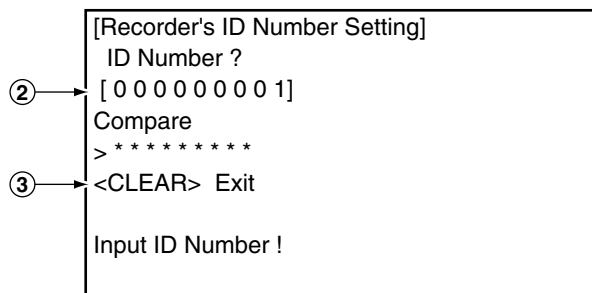 [Recorder's ID Number Setting]
ID Number ?
② [ 0 0 0 0 0 0 0 0 1]
Compare
> * * * * * * * * *
③ <CLEAR> Exit
Input ID Number !